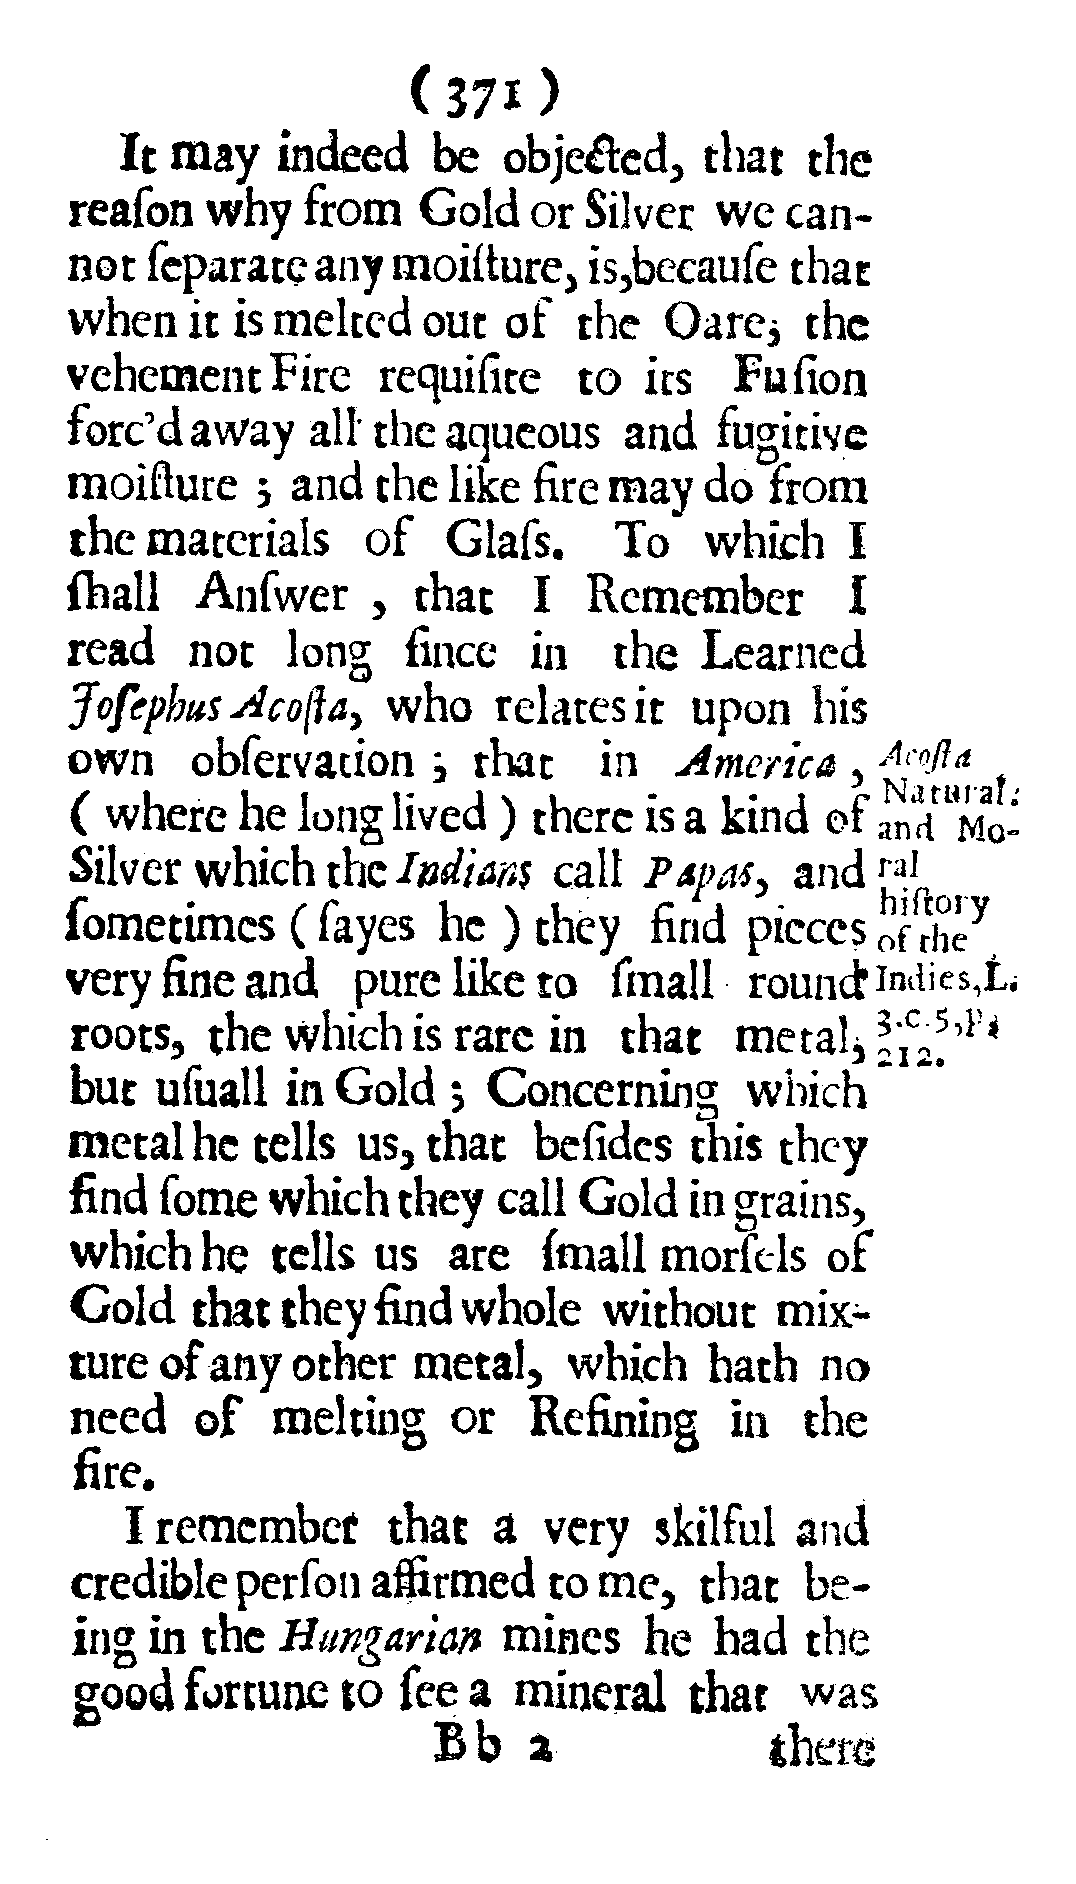 ( 371 )
It may indeed be objected, that the
reaſon why from Gold or Silver we can-
not ſeparate any moiſture, is, becauſe that
when it is melted out of the Oare; the
vehement Fire requiſite to its Fuſion
forc'd away all the aqueous and fugitive
moiſture ; and the like fire may do from
the materials of Glaſs. To which I
ſhall Anſwer , that I Remember I
read not long ſince in the Learned
Joſephus Acoſta, who relates it upon his
own obſervation ; that in America ,
( where he long lived ) there is a kind of
Silver which the Indians call Papas, and
ſometimes ( ſayes he ) they find pieces
very fine and pure like to ſmall round
roots, the which is rare in that metal,
but uſuall in Gold ; Concerning which
metal he tells us, that beſides this they
find ſome which they call Gold in grains,
which he tells us are ſmall morſels of
Gold that they find whole without mix-
ture of any other metal, which hath no
need of melting or Refining in the
fire.
Acoſta
Natural:
and Mo-
ral
hiſtory
of the
Indies, L.
3. c. 5, P.
212.
I remember that a very skilful and
credible perſon affirmed to me, that be-
ing in the Hungarian mines he had the
good fortune to ſee a mineral that was
B b 2 there